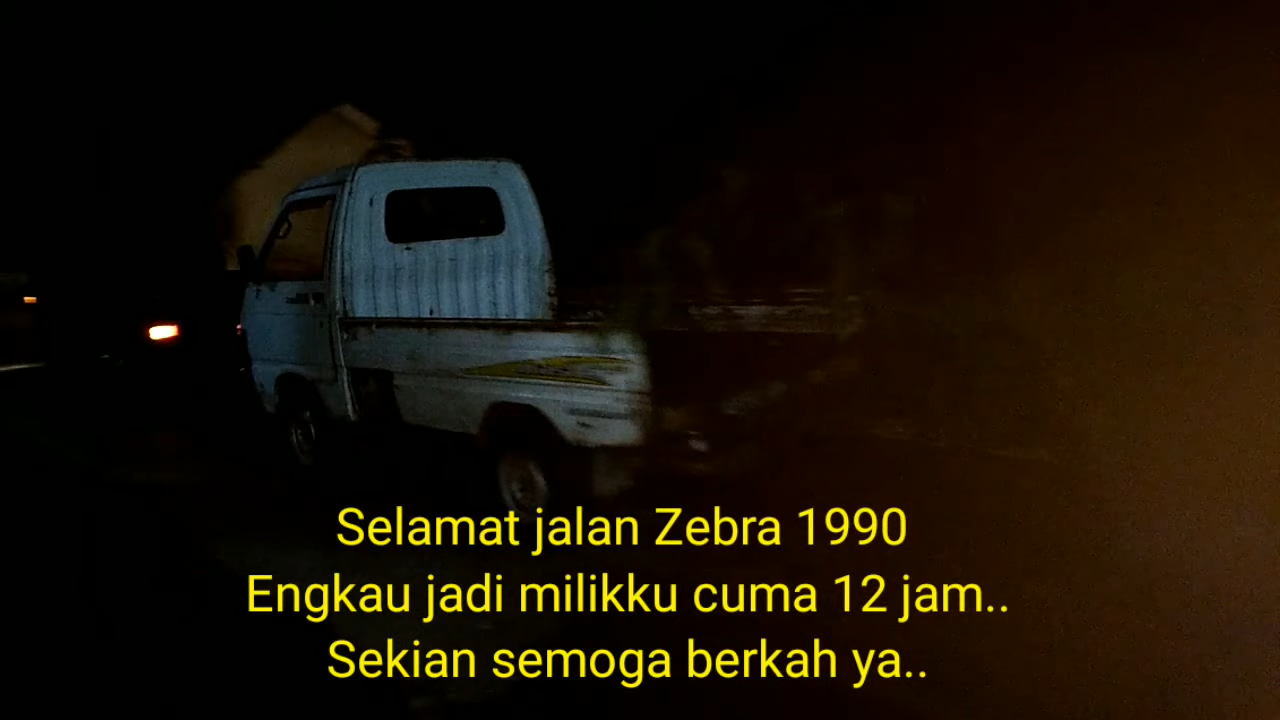 Selamat jalan Zebra 1990
Engkau jadi milikku cuma 12 jam..
Sekian semoga berkah ya..